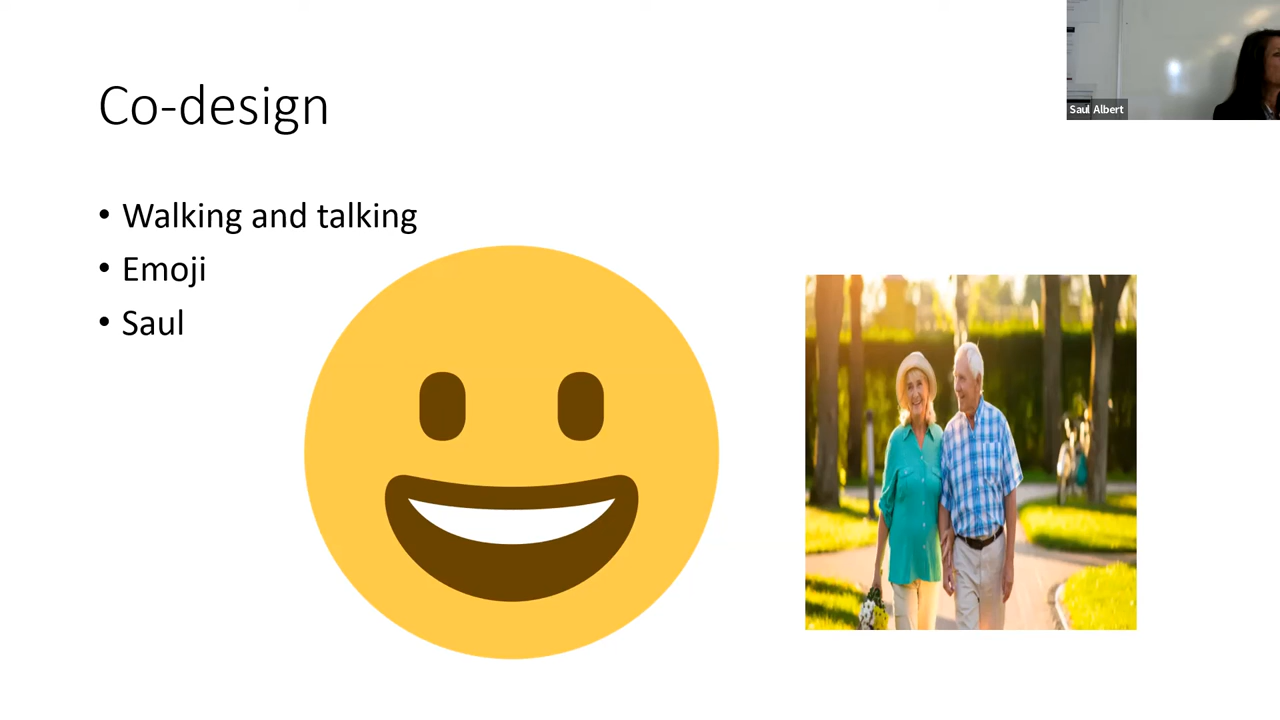 Co-design
• Walking and talking
• Emoji
• Saul
Saul Albert